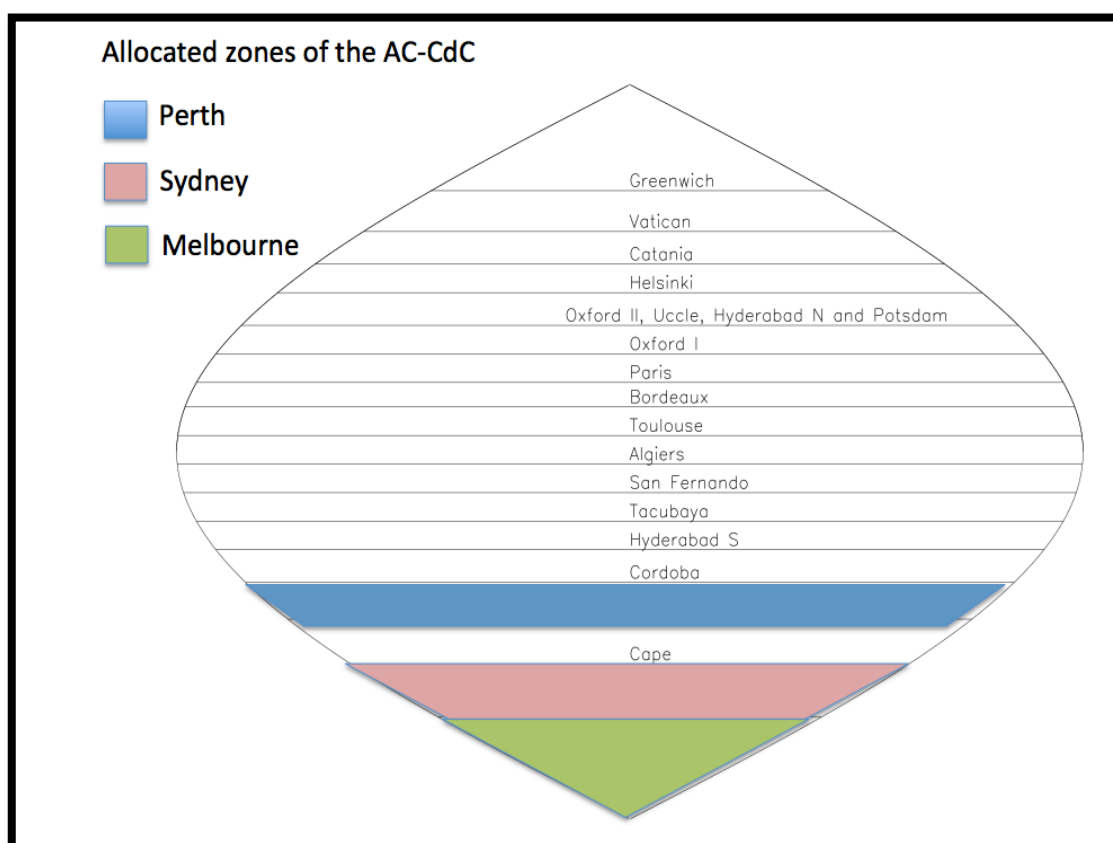 Allocated zones of the AC-CdC
Perth
Sydney
Melbourne
Greenwich
Vatican
Catania
Helsinki
Oxford II, Uccle, Hyderabad N and Potsdam
Oxford I
Paris
Bordeaux
Toulouse
Algiers
San Fernando
Tacubaya
Hyderabad S
Cordoba
Cape